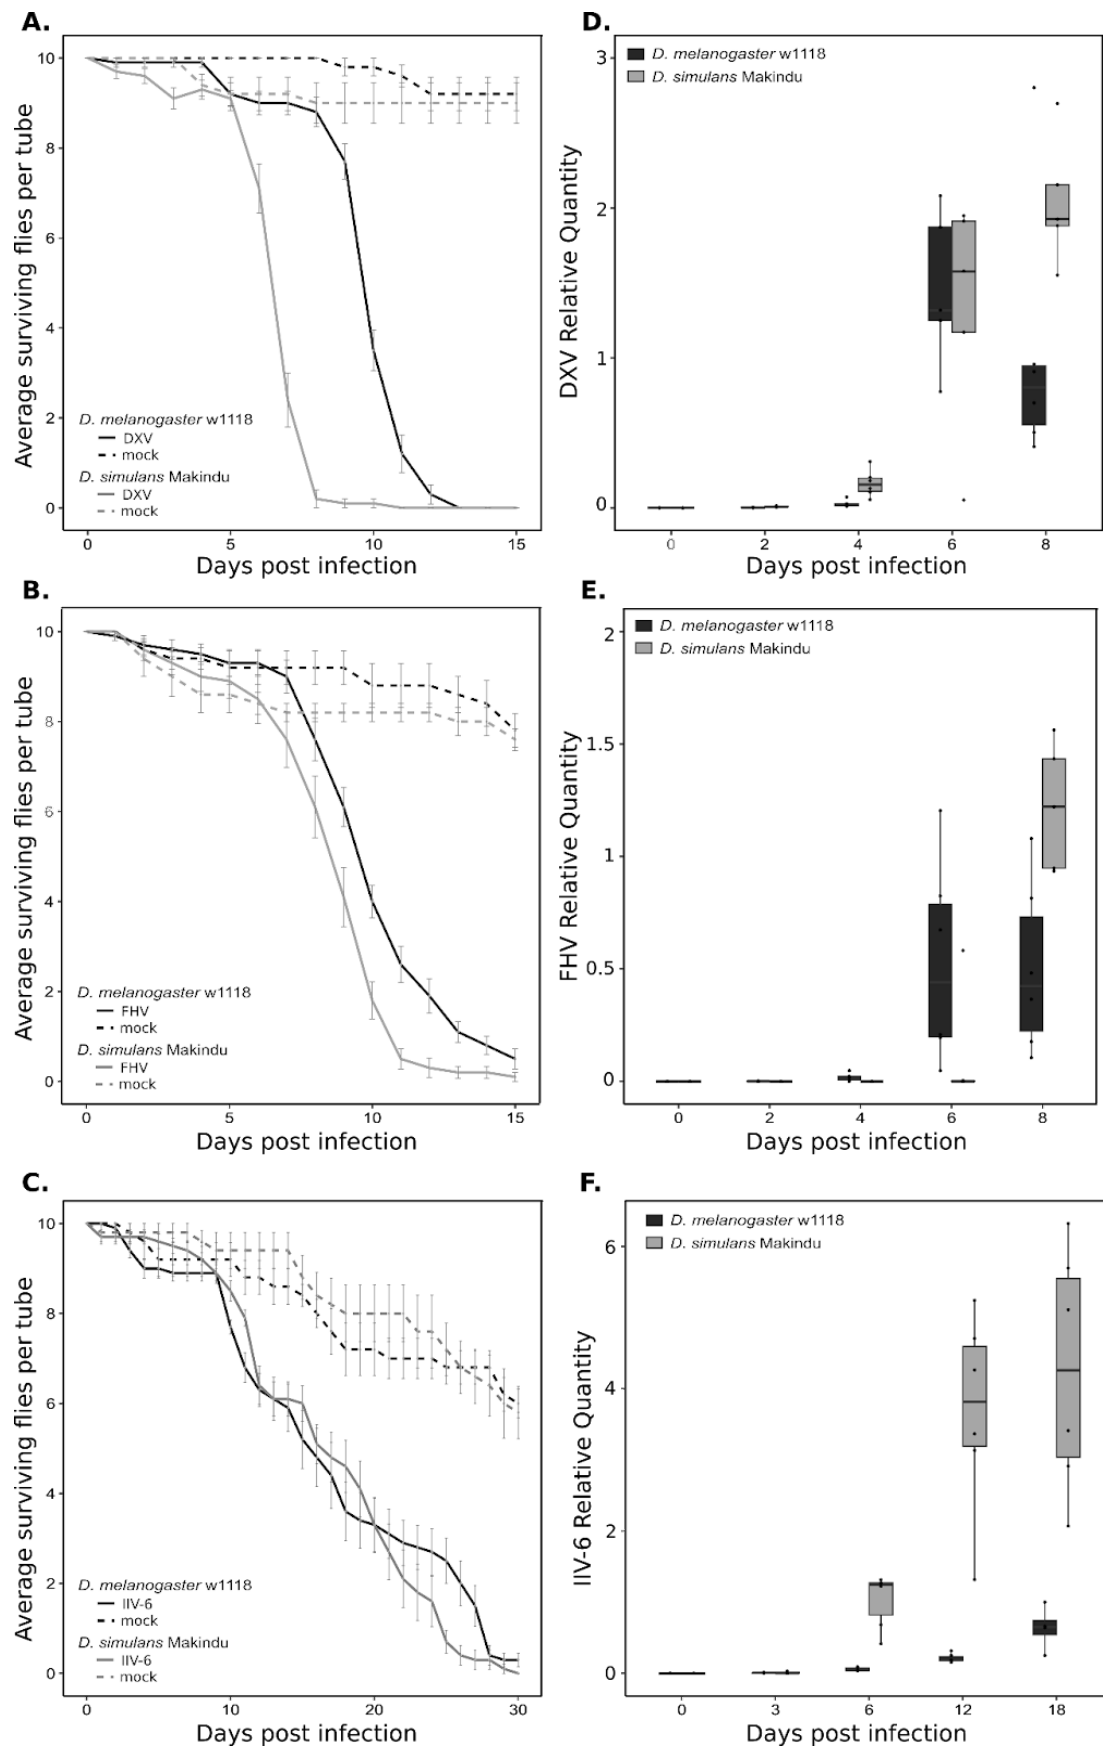 A.
Average surviving flies per tube
10
8
6
4
2
0
D. melanogaster w1118
DXV
mock
D. simulans Makindu
DXV
mock
0 5 10 15
Days post infection
D.
DXV Relative Quantity
3
2
1
0
D. melanogaster w1118
D. simulans Makindu
0 2 4 6 8
Days post infection
B.
Average surviving flies per tube
10
8
6
4
2
0
D. melanogaster w1118
FHV
mock
D. simulans Makindu
FHV
mock
0 5 10 15
Days post infection
E.
FHV Relative Quantity
2
1.5
1
0.5
0
D. melanogaster w1118
D. simulans Makindu
0 2 4 6 8
Days post infection
C.
Average surviving flies per tube
10
8
6
4
2
0
D. melanogaster w1118
IIV-6
mock
D. simulans Makindu
IIV-6
mock
0 10 20 30
Days post infection
F.
IIV-6 Relative Quantity
6
4
2
0
D. melanogaster w1118
D. simulans Makindu
0 3 6 12 18
Days post infection